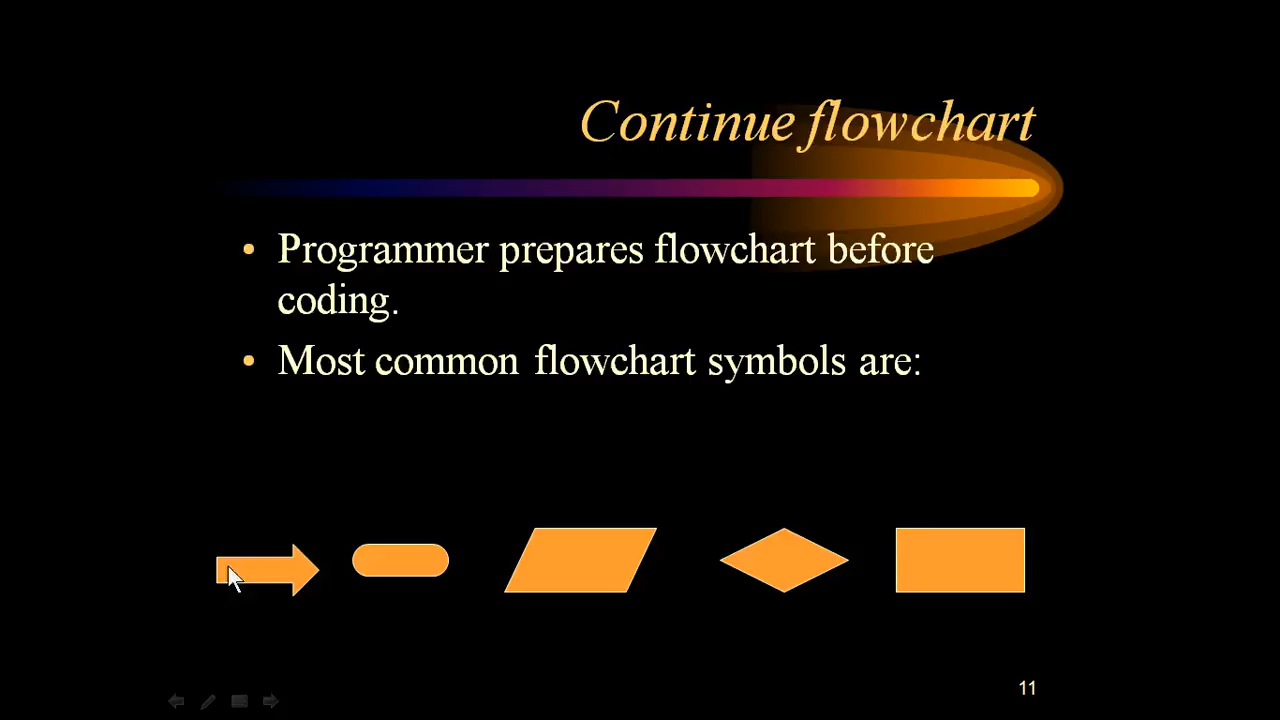 Continue flowchart
• Programmer prepares flowchart before
coding.
• Most common flowchart symbols are:
11